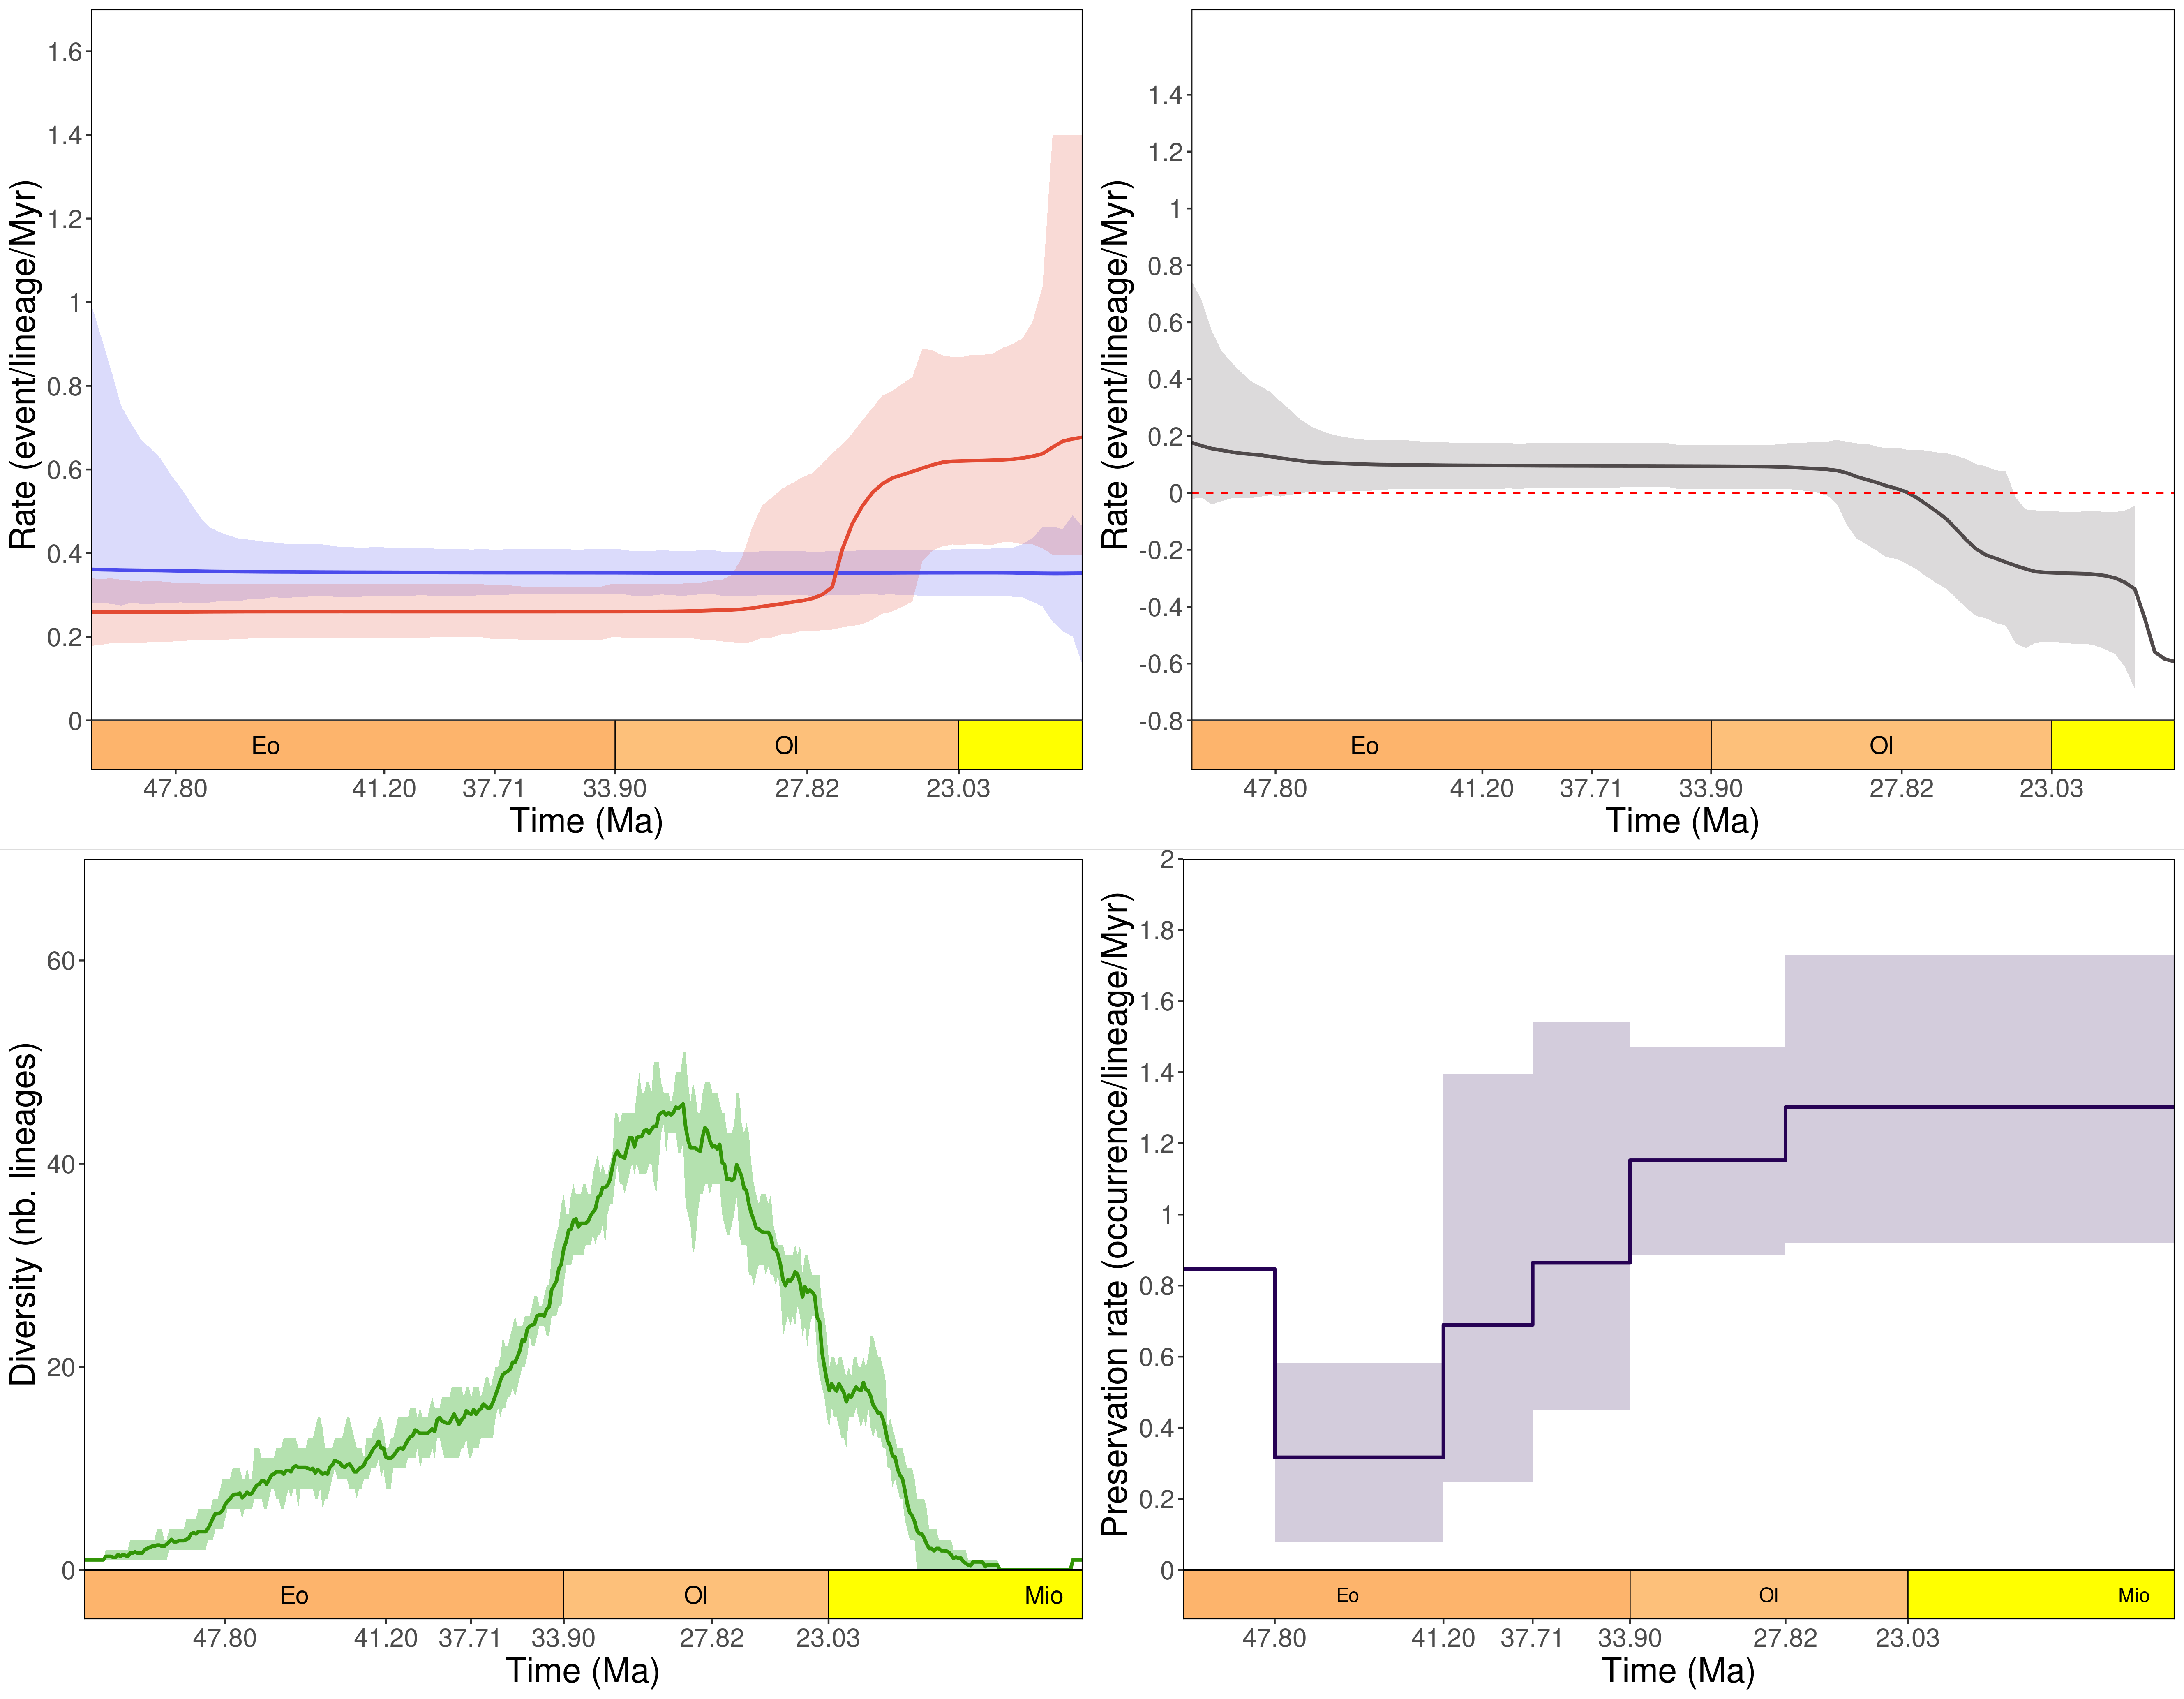 Rate (event/lineage/Myr)
1.6
1.4
1.2
1
0.8
0.6
0.4
0.2
0
Eo Ol
47.80 41.20 37.71 33.90 27.82 23.03
Time (Ma)
Rate (event/lineage/Myr)
1.4
1.2
1
0.8
0.6
0.4
0.2
0
-0.2
-0.4
-0.6
-0.8
Eo Ol
47.80 41.20 37.71 33.90 27.82 23.03
Time (Ma)
Diversity (nb. lineages)
60
40
20
0
Eo Ol Mio
47.80 41.20 37.71 33.90 27.82 23.03
Time (Ma)
Preservation rate (occurrence/lineage/Myr)
2
1.8
1.6
1.4
1.2
1
0.8
0.6
0.4
0.2
0
Eo Ol Mio
47.80 41.20 37.71 33.90 27.82 23.03
Time (Ma)